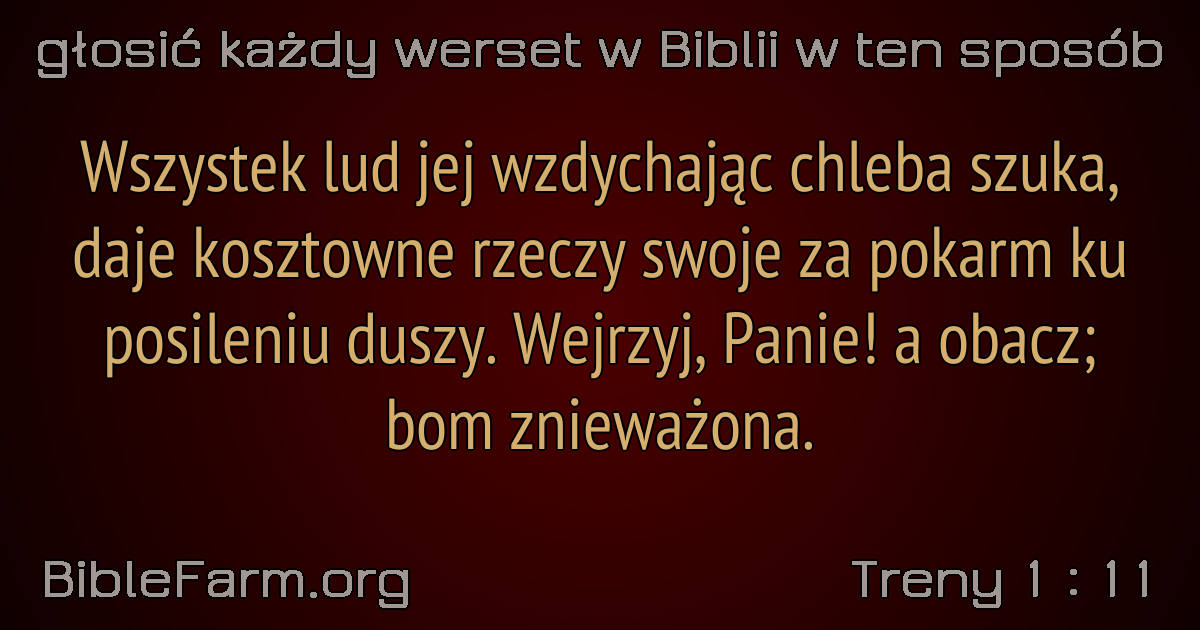 głosić każdy werset w Biblii w ten sposób
Wszystek lud jej wzdychając chleba szuka,
daje kosztowne rzeczy swoje za pokarm ku
posileniu duszy. Wejrzyj, Panie! a obacz;
bom znieważona.
BibleFarm.org
Treny 1 : 11